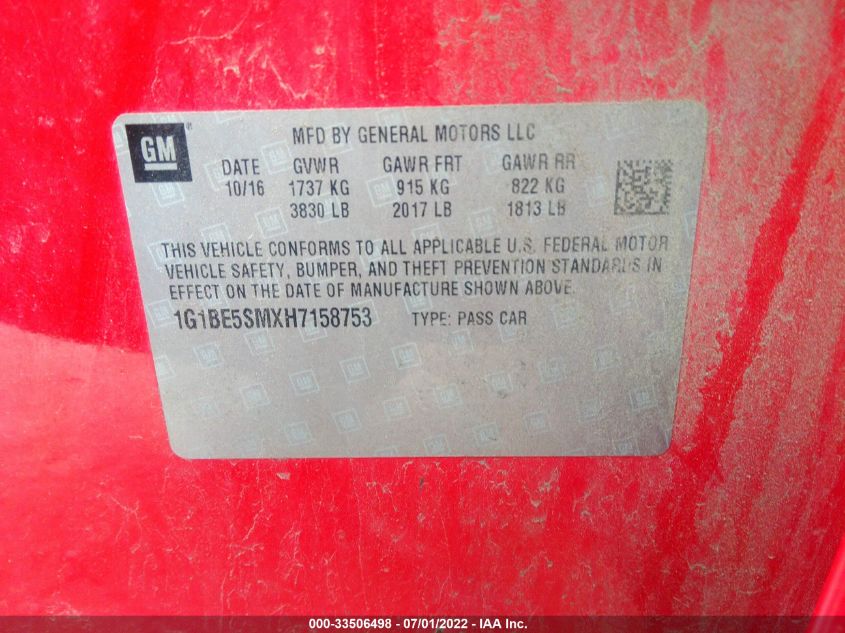 GM
MFD BY GENERAL MOTORS LLC
DATE GVWR GAWR FRT GAWR RR
10/16 1737 KG 915 KG 822 KG
3830 LB 2017 LB 1813 LB
THIS VEHICLE CONFORMS TO ALL APPLICABLE U.S. FEDERAL MOTOR
VEHICLE SAFETY, BUMPER, AND THEFT PREVENTION STANDARDS IN
EFFECT ON THE DATE OF MANUFACTURE SHOWN ABOVE.
1G1BE5SMXH7158753 TYPE: PASS CAR
000-33506498 - 07/01/2022 - IAA Inc.